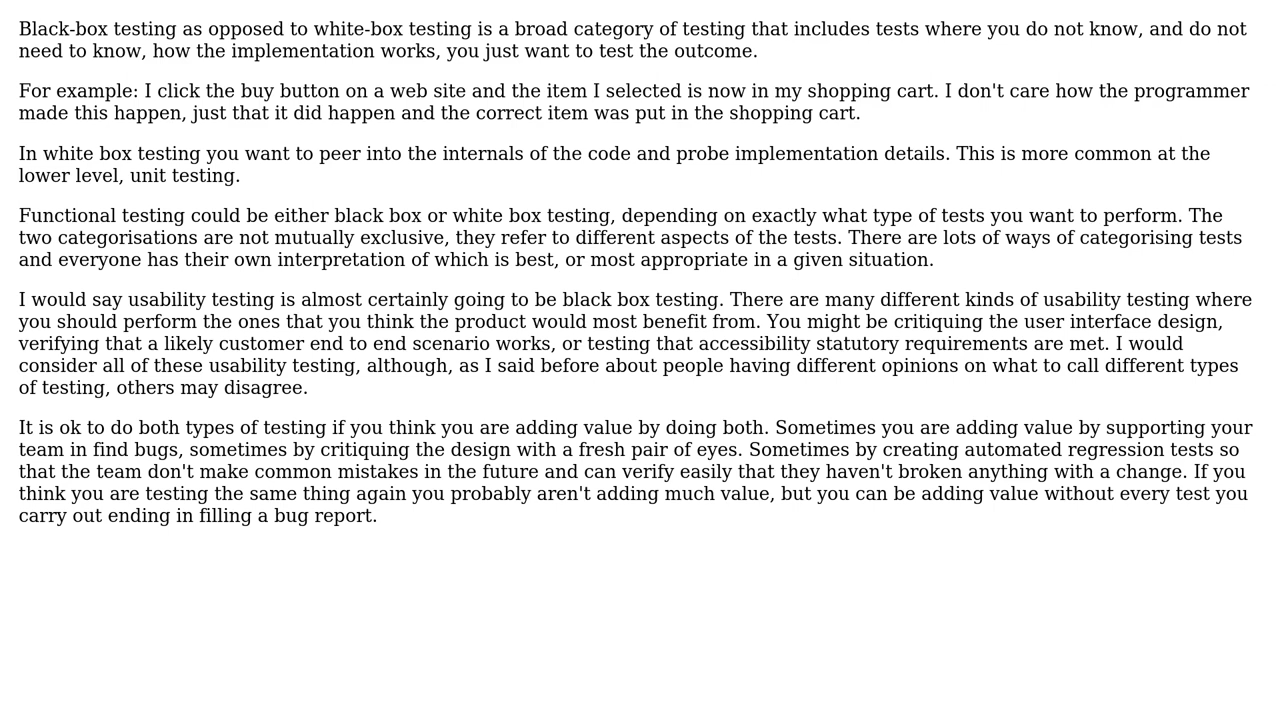 Black-box testing as opposed to white-box testing is a broad category of testing that includes tests where you do not know, and do not
need to know, how the implementation works, you just want to test the outcome.
For example: I click the buy button on a web site and the item I selected is now in my shopping cart. I don't care how the programmer
made this happen, just that it did happen and the correct item was put in the shopping cart.
In white box testing you want to peer into the internals of the code and probe implementation details. This is more common at the
lower level, unit testing.
Functional testing could be either black box or white box testing, depending on exactly what type of tests you want to perform. The
two categorisations are not mutually exclusive, they refer to different aspects of the tests. There are lots of ways of categorising tests
and everyone has their own interpretation of which is best, or most appropriate in a given situation.
I would say usability testing is almost certainly going to be black box testing. There are many different kinds of usability testing where
you should perform the ones that you think the product would most benefit from. You might be critiquing the user interface design,
verifying that a likely customer end to end scenario works, or testing that accessibility statutory requirements are met. I would
consider all of these usability testing, although, as I said before about people having different opinions on what to call different types
of testing, others may disagree.
It is ok to do both types of testing if you think you are adding value by doing both. Sometimes you are adding value by supporting your
team in find bugs, sometimes by critiquing the design with a fresh pair of eyes. Sometimes by creating automated regression tests so
that the team don't make common mistakes in the future and can verify easily that they haven't broken anything with a change. If you
think you are testing the same thing again you probably aren't adding much value, but you can be adding value without every test you
carry out ending in filling a bug report.